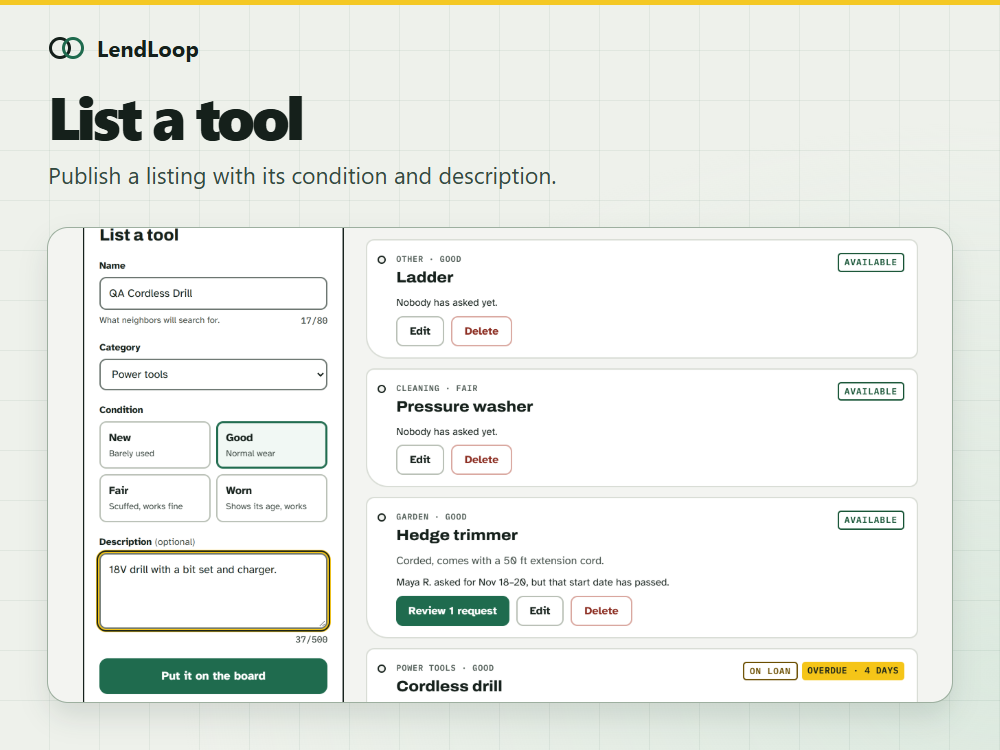 LendLoop
List a tool
Publish a listing with its condition and description.
List a tool
Name
QA Cordless Drill
What neighbors will search for. 17/80
Category
Power tools
Condition
New
Barely used
Good
Normal wear
Fair
Scuffed, works fine
Worn
Shows its age, works
Description (optional)
18V drill with a bit set and charger.
37/500
Put it on the board
OTHER · GOOD
AVAILABLE
Ladder
Nobody has asked yet.
Edit
Delete
CLEANING · FAIR
AVAILABLE
Pressure washer
Nobody has asked yet.
Edit
Delete
GARDEN · GOOD
AVAILABLE
Hedge trimmer
Corded, comes with a 50 ft extension cord.
Maya R. asked for Nov 18–20, but that start date has passed.
Review 1 request
Edit
Delete
POWER TOOLS · GOOD
ON LOAN
OVERDUE · 4 DAYS
Cordless drill